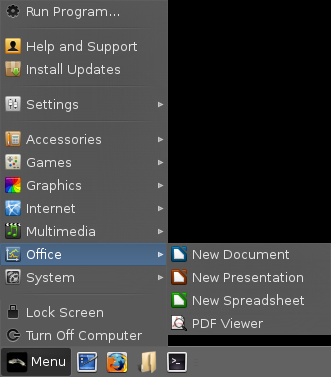 Run Program...
Help and Support
Install Updates
Settings
Accessories
Games
Graphics
Internet
Multimedia
Office
New Document
System
New Presentation
New Spreadsheet
PDF Viewer
Lock Screen
Turn Off Computer
Menu